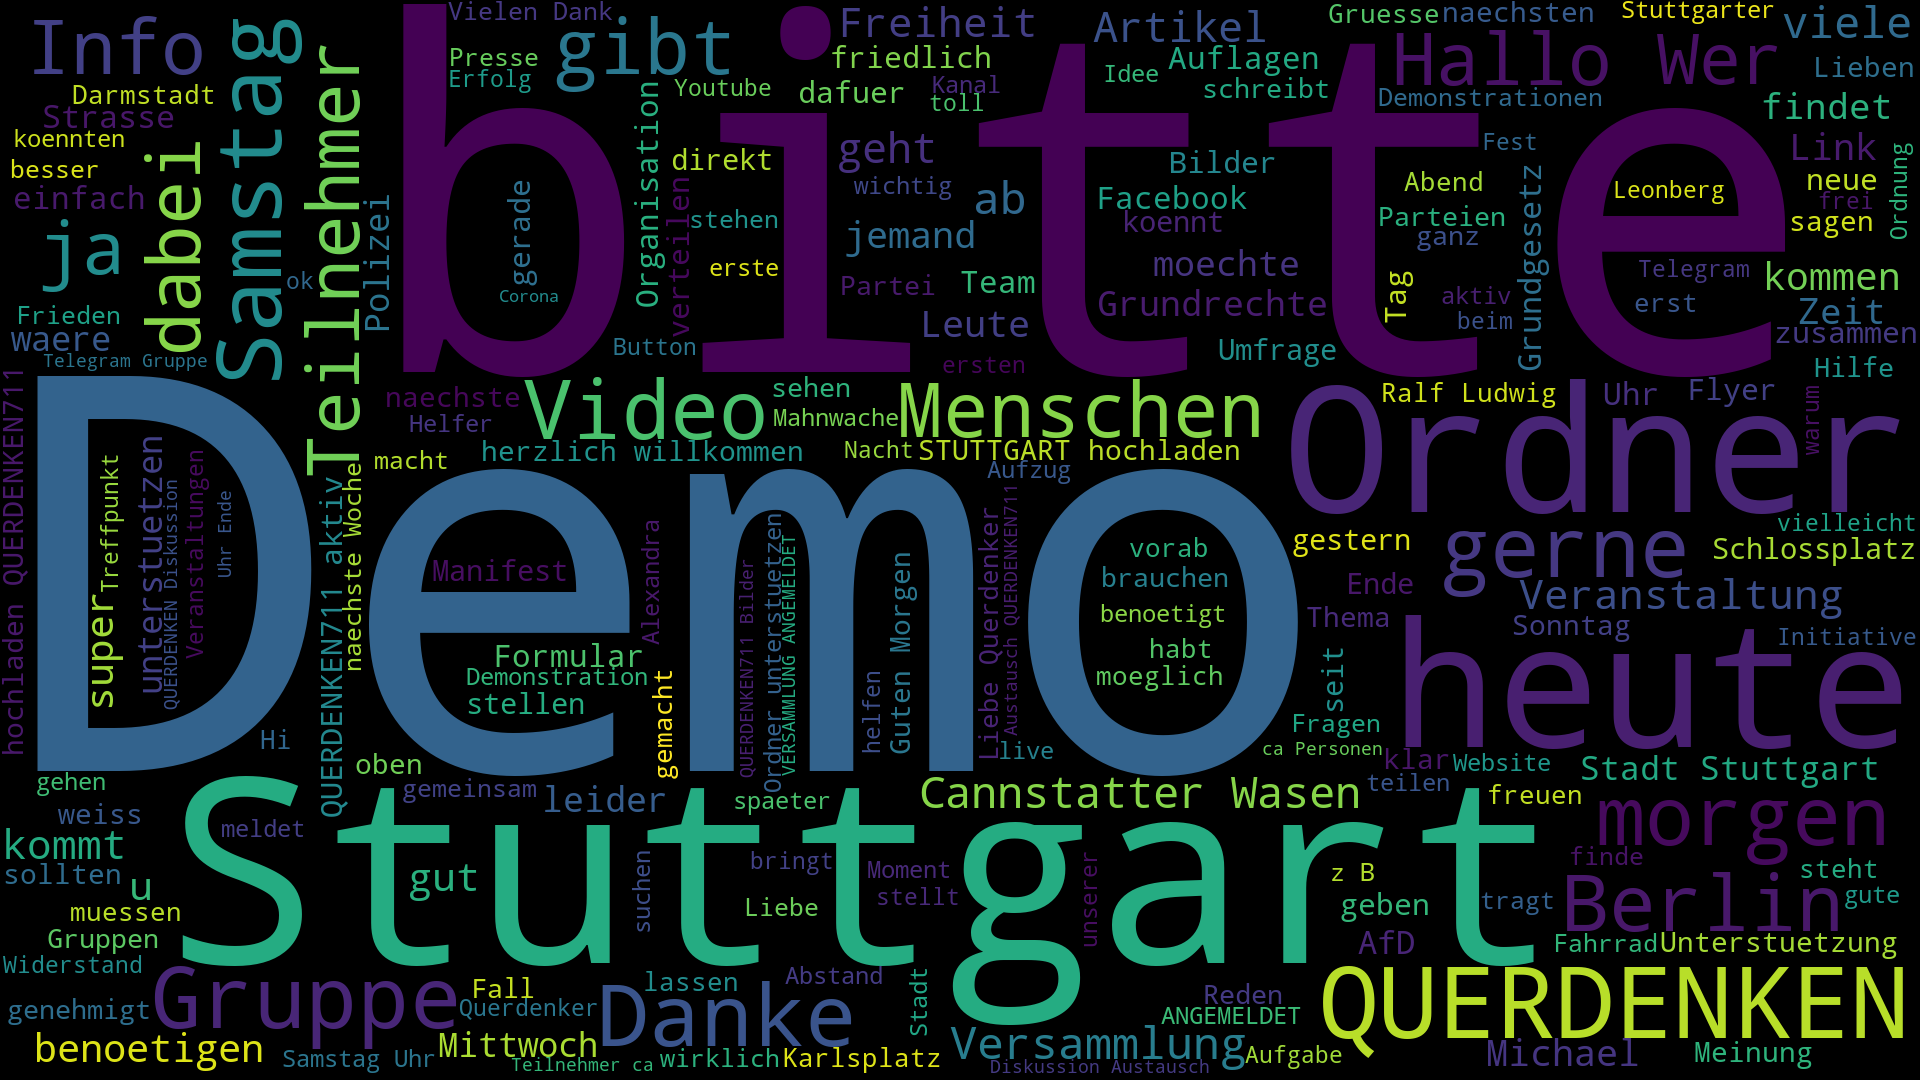 Vielen Dank
Info
Samstag
gibt
Freiheit
Artikel
Gruesse
naechsten
Stuttgarter
viele
Presse
Erfolg
friedlich
Idee
Auflagen
Hallo Wer
Lieben
Darmstadt
Strasse
Teilnehmer
bitte
Youtube
dafuer
Kanal
toll
schreibt
Demonstrationen
findet
koennten
besser
dabei
Organisation
direkt
geht
Bilder
Fest
Link
Ordnung
einfach
Polizei
gerade
verteilen
wichtig
ab
Facebook
Abend
Leonberg
neue
frei
ja
stehen
jemand
koennt
Parteien
ganz
Grundgesetz
sagen
ok
Corona
erste
Partei
Team
moechte
Grundrechte
Tag
aktiv
beim
Telegram
erst
kommen
Zeit
Frieden
waere
Telegram Gruppe
Button
Leute
ersten
Umfrage
zusammen
Hilfe
hochladen QUERDENKEN711
Demo
naechste
Helfer
Video
sehen
Mahnwache
Menschen
Ordner
Ralf Ludwig
Uhr
Flyer
warum
macht
herzlich willkommen
Nacht
STUTTGART hochladen
Aufzug
super
Treffpunkt
unterstuetzen
QUERDENKEN Diskussion
Veranstaltungen
Uhr Ende
QUERDENKEN711 aktiv
naechste Woche
Manifest
Alexandra
QUERDENKEN711 Bilder
Ordner unterstuetzen
VERSAMMLUNG ANGEMELDET
Guten Morgen
helfen
Liebe Querdenker
Austausch QUERDENKEN711
vorab
brauchen
benoetigt
habt
moeglich
gestern
gerne
vielleicht
Schlossplatz
Ende
Veranstaltung
Thema
Sonntag
Initiative
Formular
Demonstration
stellen
gemacht
seit
heute
Hi
live
Fragen
ca Personen
klar
Website
Stadt Stuttgart
gehen
oben
gemeinsam
leider
spaeter
Cannstatter Wasen
teilen
freuen
weiss
meldet
Stuttgart
morgen
kommt
sollten
u
gut
suchen
bringt
Moment
stellt
unserer
finde
steht
z B
muessen
Liebe
geben
tragt
Berlin
gute
Gruppen
AfD
Fahrrad
Unterstuetzung
Widerstand
Gruppe
Fall
lassen
Abstand
Stadt
Reden
QUERDENKEN
genehmigt
Querdenker
Danke
ANGEMELDET
benoetigen
Samstag Uhr
Mittwoch
Teilnehmer ca
wirklich
Karlsplatz
Versammlung
Diskussion Austausch
Aufgabe
Michael
Meinung